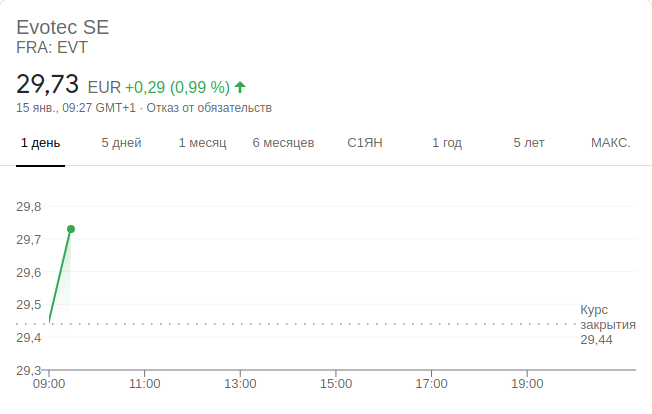 Evotec SE
FRA: EVT
29,73 EUR +0,29 (0,99 %)
15 янв., 09:27 GMT+1 · Отказ от обязательств
1 день 5 дней 1 месяц 6 месяцев С1ЯН 1 год 5 лет МАКС.
29,8
29,7
29,6
29,5
29,4
29,3
Курс
закрытия
29,44
09:00 11:00 13:00 15:00 17:00 19:00